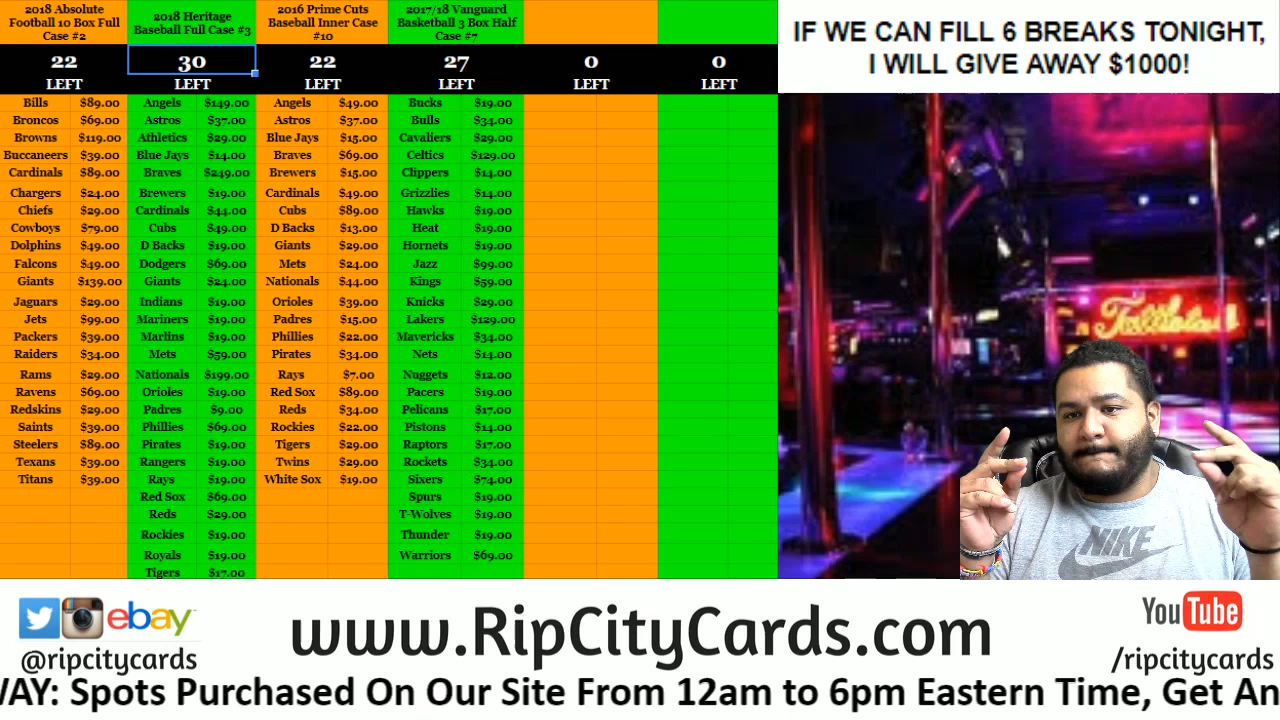 2018 Absolute
Football 10 Box Full
Case #2
22
LEFT
Bills $89.00
Broncos $69.00
Browns $119.00
Buccaneers $39.00
Cardinals $89.00
Chargers $24.00
Chiefs $29.00
Cowboys $79.00
Dolphins $49.00
Falcons $49.00
Giants $139.00
Jaguars $29.00
Jets $99.00
Packers $39.00
Raiders $34.00
Rams $29.00
Ravens $69.00
Redskins $29.00
Saints $39.00
Steelers $89.00
Texans $39.00
Titans $39.00
2018 Heritage
Baseball Full Case #3
30
LEFT
Angels $149.00
Astros $37.00
Athletics $29.00
Blue Jays $14.00
Braves $249.00
Brewers $19.00
Cardinals $44.00
Cubs $49.00
D Backs $19.00
Dodgers $69.00
Giants $24.00
Indians $19.00
Mariners $19.00
Marlins $19.00
Mets $59.00
Nationals $199.00
Orioles $19.00
Padres $9.00
Phillies $69.00
Pirates $19.00
Rangers $19.00
Rays $19.00
Red Sox $69.00
Reds $29.00
Rockies $19.00
Royals $19.00
Tigers $17.00
2016 Prime Cuts
Baseball Inner Case
#10
22
LEFT
Angels $49.00
Astros $37.00
Blue Jays $15.00
Braves $69.00
Brewers $15.00
Cardinals $49.00
Cubs $89.00
D Backs $13.00
Giants $29.00
Mets $24.00
Nationals $44.00
Orioles $39.00
Padres $15.00
Phillies $22.00
Pirates $34.00
Rays $7.00
Red Sox $89.00
Reds $34.00
Rockies $22.00
Tigers $29.00
Twins $29.00
White Sox $19.00
2017/18 Vanguard
Basketball 3 Box Half
Case #7
27
LEFT
Bucks $19.00
Bulls $34.00
Cavaliers $29.00
Celtics $129.00
Clippers $14.00
Grizzlies $14.00
Hawks $19.00
Heat $19.00
Hornets $19.00
Jazz $99.00
Kings $59.00
Knicks $29.00
Lakers $129.00
Mavericks $34.00
Nets $14.00
Nuggets $12.00
Pacers $19.00
Pelicans $17.00
Pistons $14.00
Raptors $17.00
Rockets $34.00
Sixers $74.00
Spurs $19.00
T-Wolves $19.00
Thunder $19.00
Warriors $69.00
0
LEFT
0
LEFT
IF WE CAN FILL 6 BREAKS TONIGHT,
I WILL GIVE AWAY $1000!
NIKE
ebay
@ripcitycards
www.RipCityCards.com
YouTube
/ripcitycards
WAY: Spots Purchased On Our Site From 12am to 6pm Eastern Time, Get An